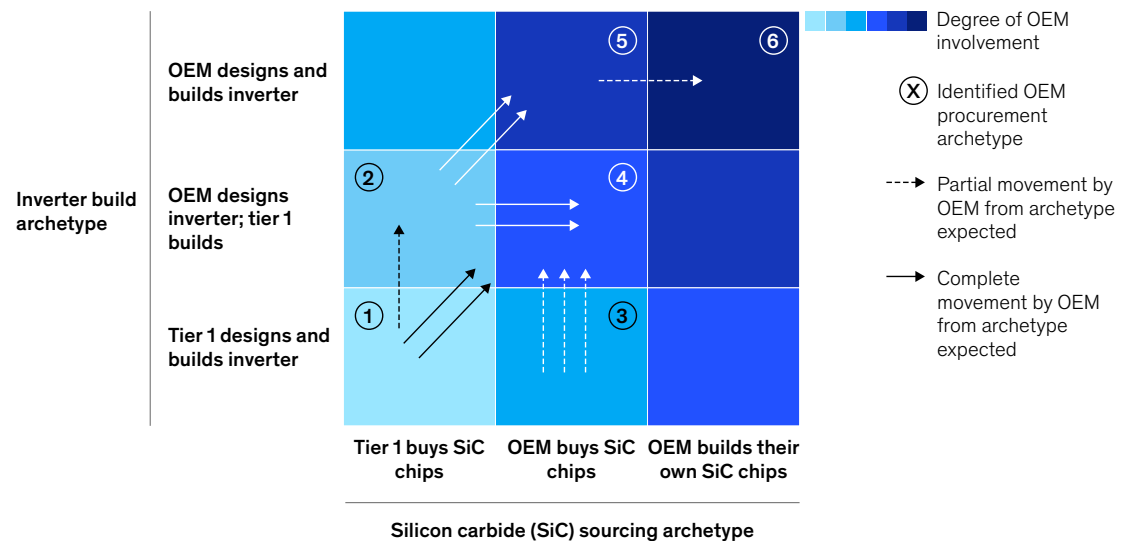 Inverter build
archetype
OEM designs and
builds inverter
OEM designs
inverter; tier 1
builds
Tier 1 designs and
builds inverter
5
6
2
4
1
3
Tier 1 buys SiC
chips
OEM buys SiC
chips
OEM builds their
own SiC chips
Silicon carbide (SiC) sourcing archetype
Degree of OEM
involvement
X
Identified OEM
procurement
archetype
Partial movement by
OEM from archetype
expected
Complete
movement by OEM
from archetype
expected